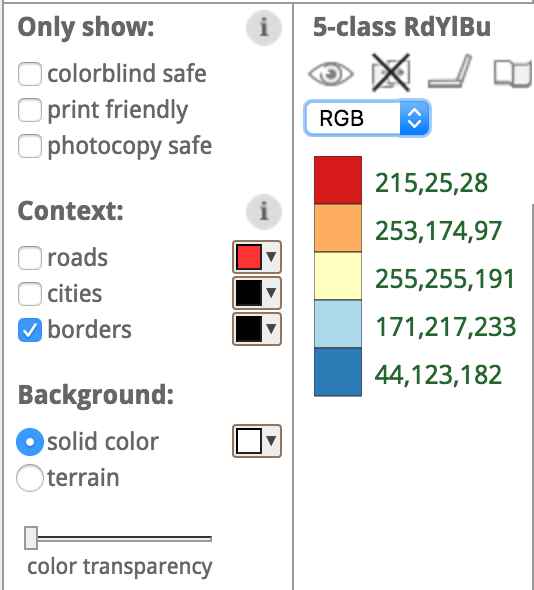 Only show:
i
colorblind safe
print friendly
photocopy safe
Context:
i
roads
cities
borders
Background:
solid color
terrain
color transparency
5-class RdYlBu
RGB
215,25,28
253,174,97
255,255,191
171,217,233
44,123,182